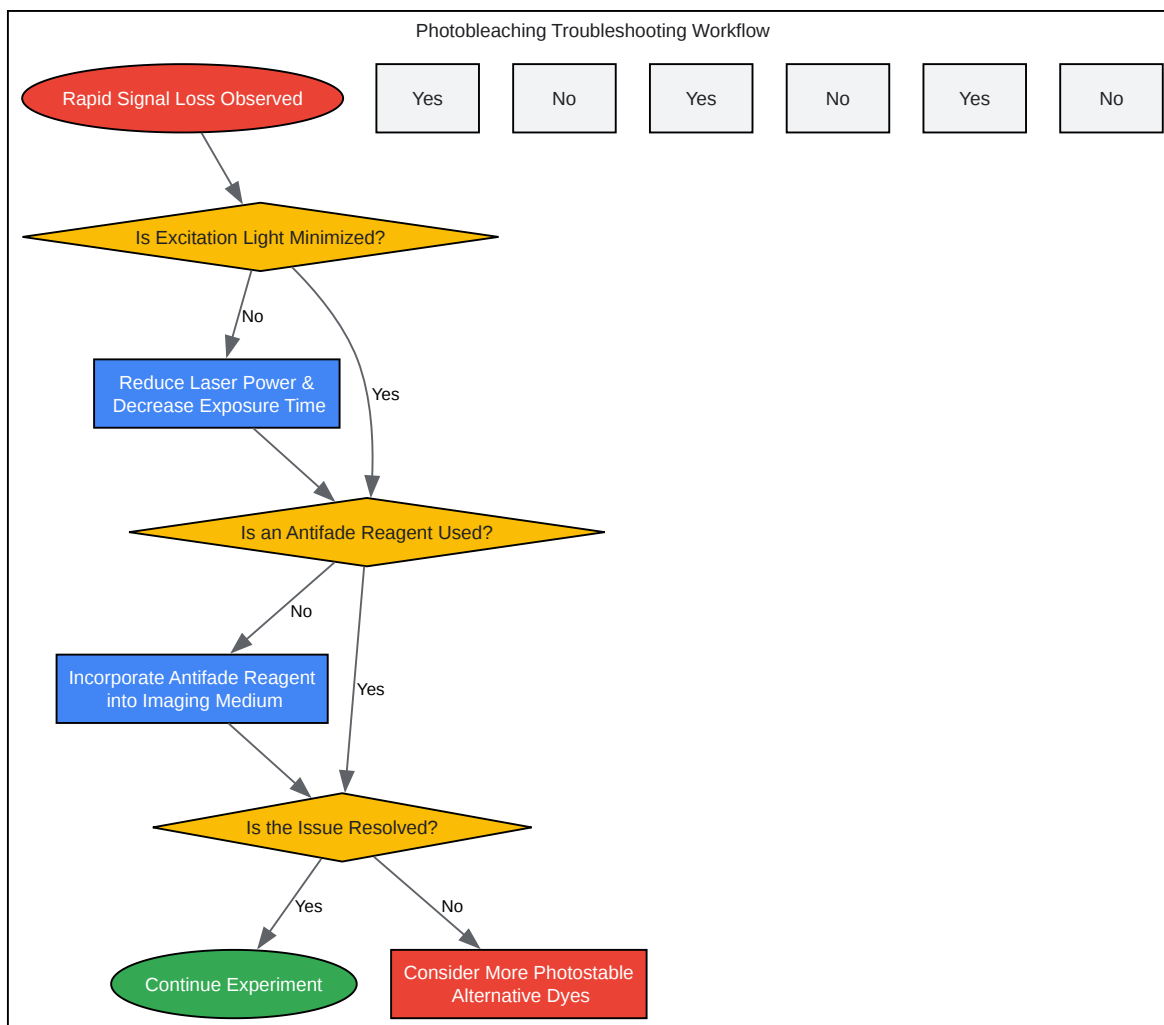 Photobleaching Troubleshooting Workflow
Rapid Signal Loss Observed
Yes
No
Yes
No
Yes
No
Is Excitation Light Minimized?
No
Reduce Laser Power &
Decrease Exposure Time
Yes
Is an Antifade Reagent Used?
No
Incorporate Antifade Reagent
into Imaging Medium
Yes
Is the Issue Resolved?
Yes
No
Continue Experiment
Consider More Photostable
Alternative Dyes